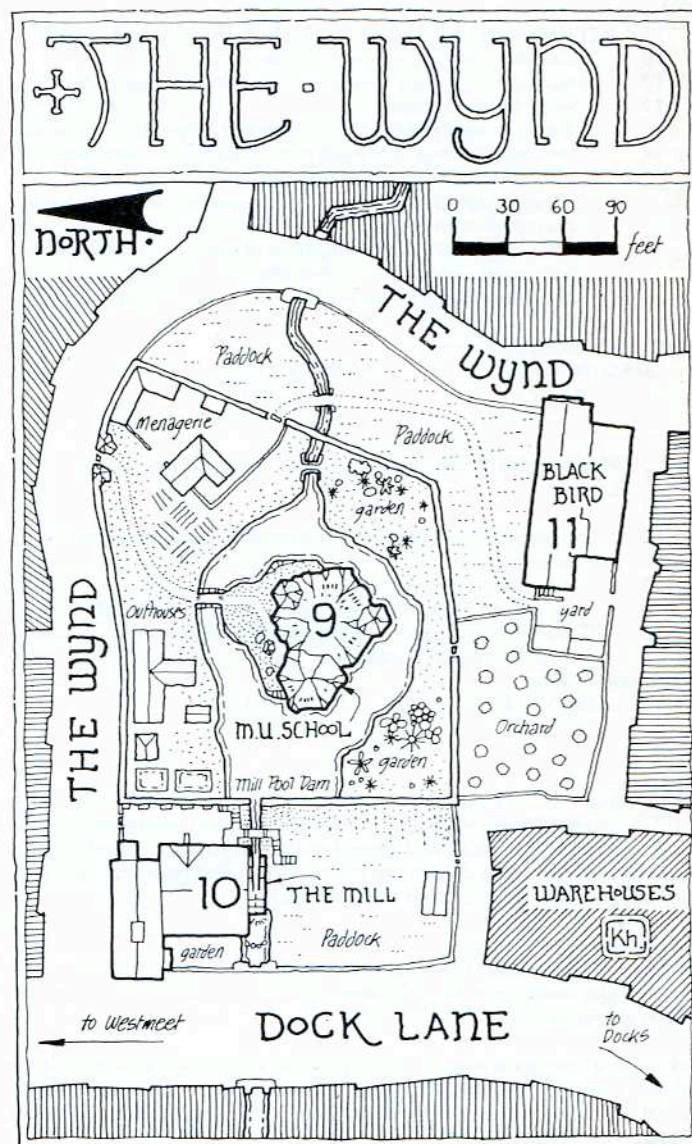 THE · WYND
NORTH.
0 30 60 90
feet
THE WYND
Paddock
Menagerie
Paddock
BLACK
BIRD
11
garden
yard
9
Outhouses
THE WYND
M.U. SCHOOL
Orchard
garden
Mill Pool Dam
10
THE MILL
WAREHOUSES
Kh.
Paddock
garden
to Westmeet
DOCK LANE
to
Docks